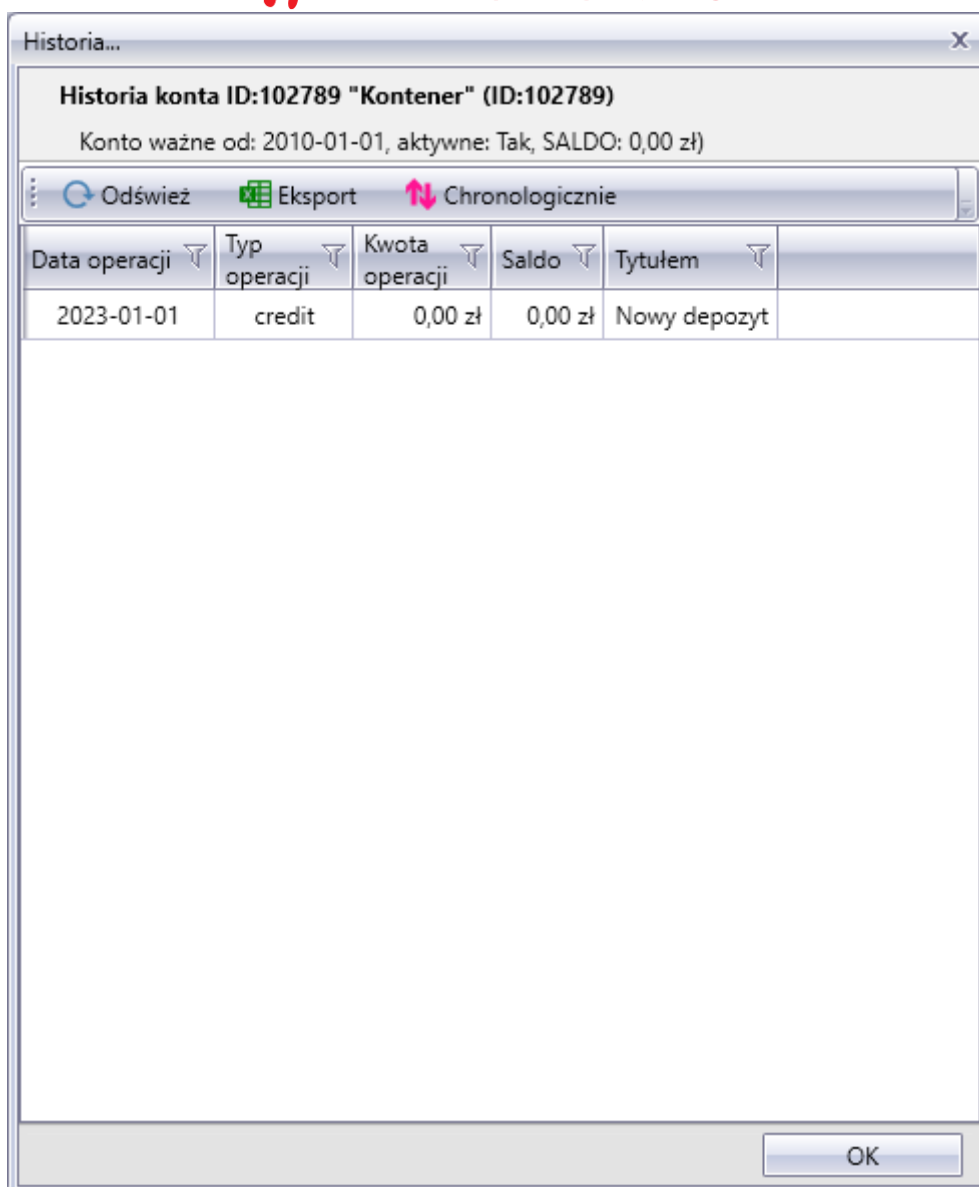 Historia...
Historia konta ID:102789 "Kontener" (ID:102789)
Konto ważne od: 2010-01-01, aktywne: Tak, SALDO: 0,00 zł)
Odśwież Eksport Chronologicznie
Data operacji Typ operacji Kwota operacji Saldo Tytułem
2023-01-01 credit 0,00 zł 0,00 zł Nowy depozyt
OK